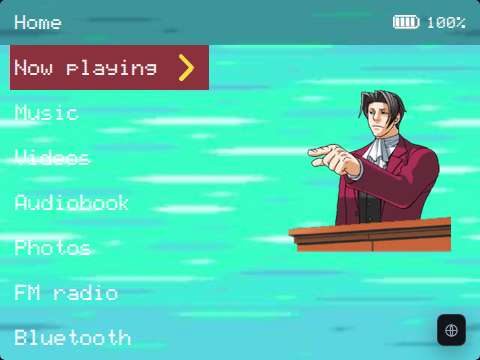 Home
100%
Now playing
Music
Videos
Audiobook
Photos
FM radio
Bluetooth